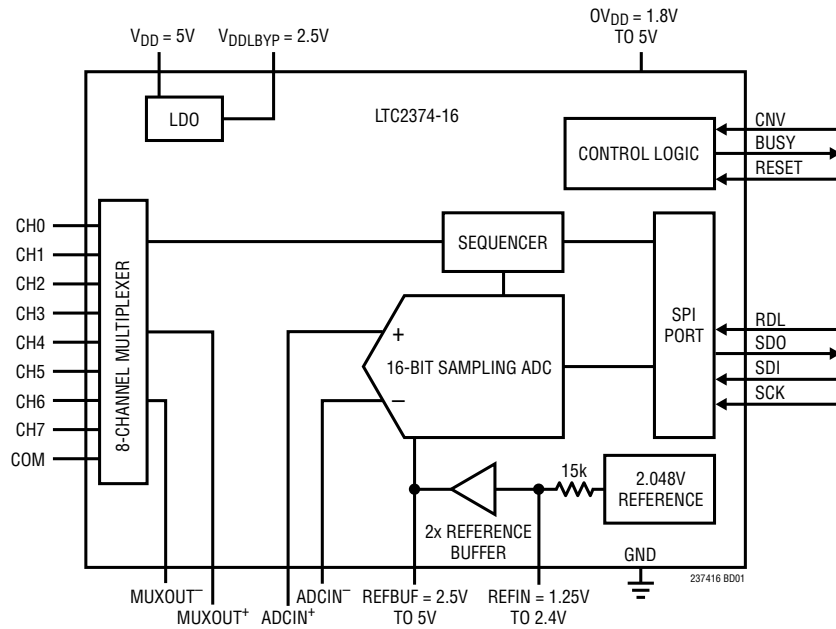 V_DD = 5V
V_DDLBYP = 2.5V
OV_DD = 1.8V
TO 5V
LDO
LTC2374-16
CONTROL LOGIC
CNV
BUSY
RESET
CH0
CH1
CH2
CH3
CH4
CH5
CH6
CH7
COM
8-CHANNEL MULTIPLEXER
SEQUENCER
+
16-BIT SAMPLING ADC
–
SPI
PORT
RDL
SDO
SDI
SCK
15k
2.048V
REFERENCE
2x REFERENCE
BUFFER
GND
237416 BD01
MUXOUT⁻
MUXOUT⁺
ADCIN⁺
ADCIN⁻
REFBUF = 2.5V
TO 5V
REFIN = 1.25V
TO 2.4V